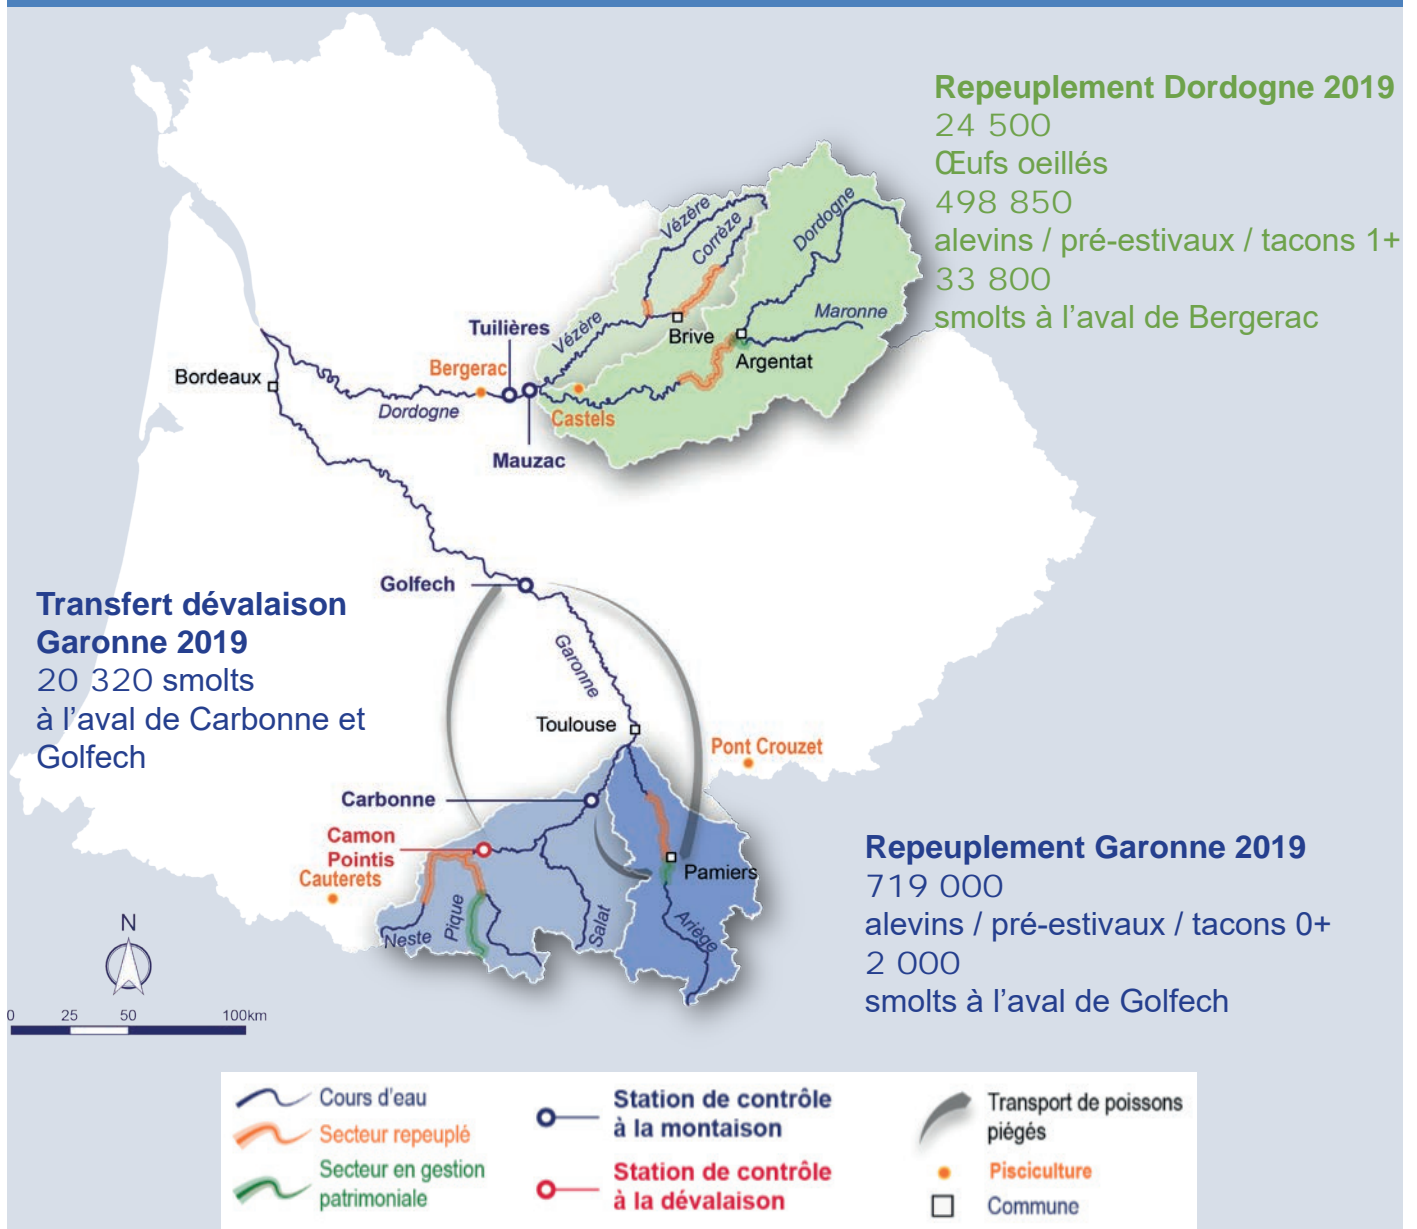 Repeuplement Dordogne 2019
24 500
Œufs oeillés
498 850
alevins / pré-estivaux / tacons 1+
33 800
smolts à l'aval de Bergerac
Vézère
Corrèze
Dordogne
Maronne
Vézère
Brive
Argentat
Tuilières
Bergerac
Bordeaux
Dordogne
Castels
Mauzac
Golfech
Garonne
Transfert dévalaison
Garonne 2019
20 320 smolts
à l'aval de Carbonne et
Golfech
Toulouse
Pont Crouzet
Carbonne
Camon
Pointis
Cauterets
Pamiers
Neste
Pique
Salat
Ariège
Repeuplement Garonne 2019
719 000
alevins / pré-estivaux / tacons 0+
2 000
smolts à l'aval de Golfech
N
0 25 50 100km
Cours d'eau
Secteur repeuplé
Secteur en gestion
patrimoniale
Station de contrôle
à la montaison
Station de contrôle
à la dévalaison
Transport de poissons
piégés
Pisciculture
Commune